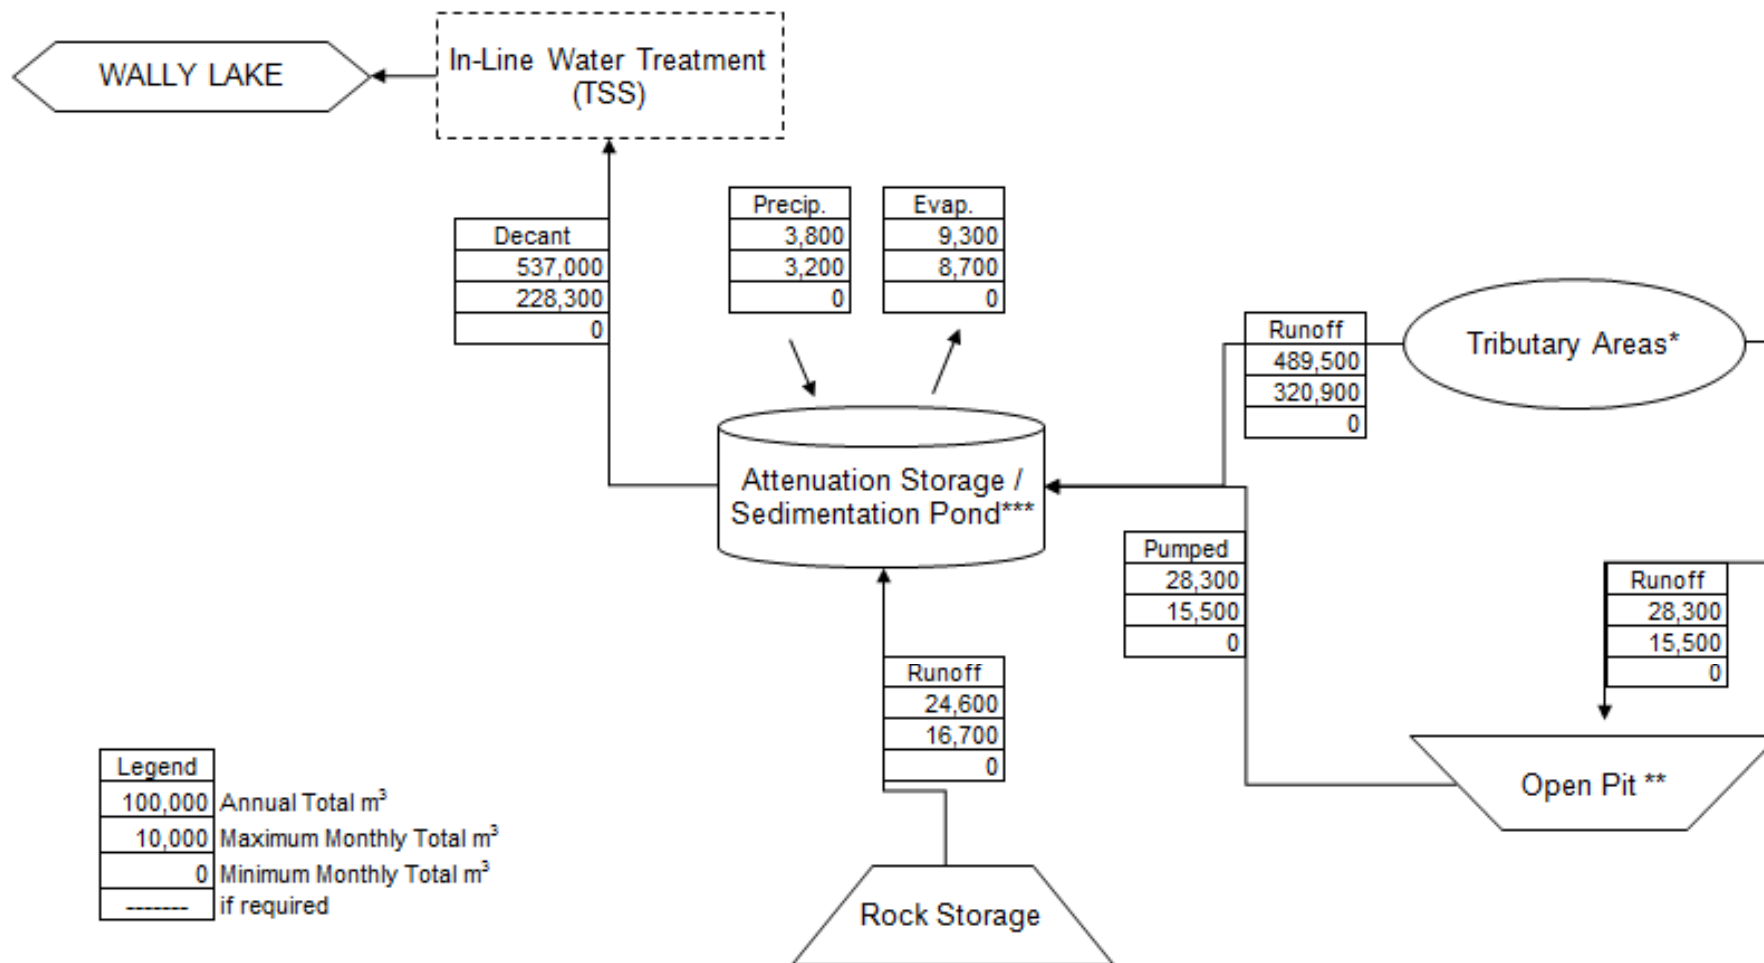 WALLY LAKE
In-Line Water Treatment
(TSS)
Decant
537,000
228,300
0
Precip.
3,800
3,200
0
Evap.
9,300
8,700
0
Runoff
489,500
320,900
0
Tributary Areas*
Attenuation Storage /
Sedimentation Pond***
Pumped
28,300
15,500
0
Runoff
28,300
15,500
0
Runoff
24,600
16,700
0
Open Pit **
Rock Storage
Legend
100,000 Annual Total m³
10,000 Maximum Monthly Total m³
0 Minimum Monthly Total m³
------- if required